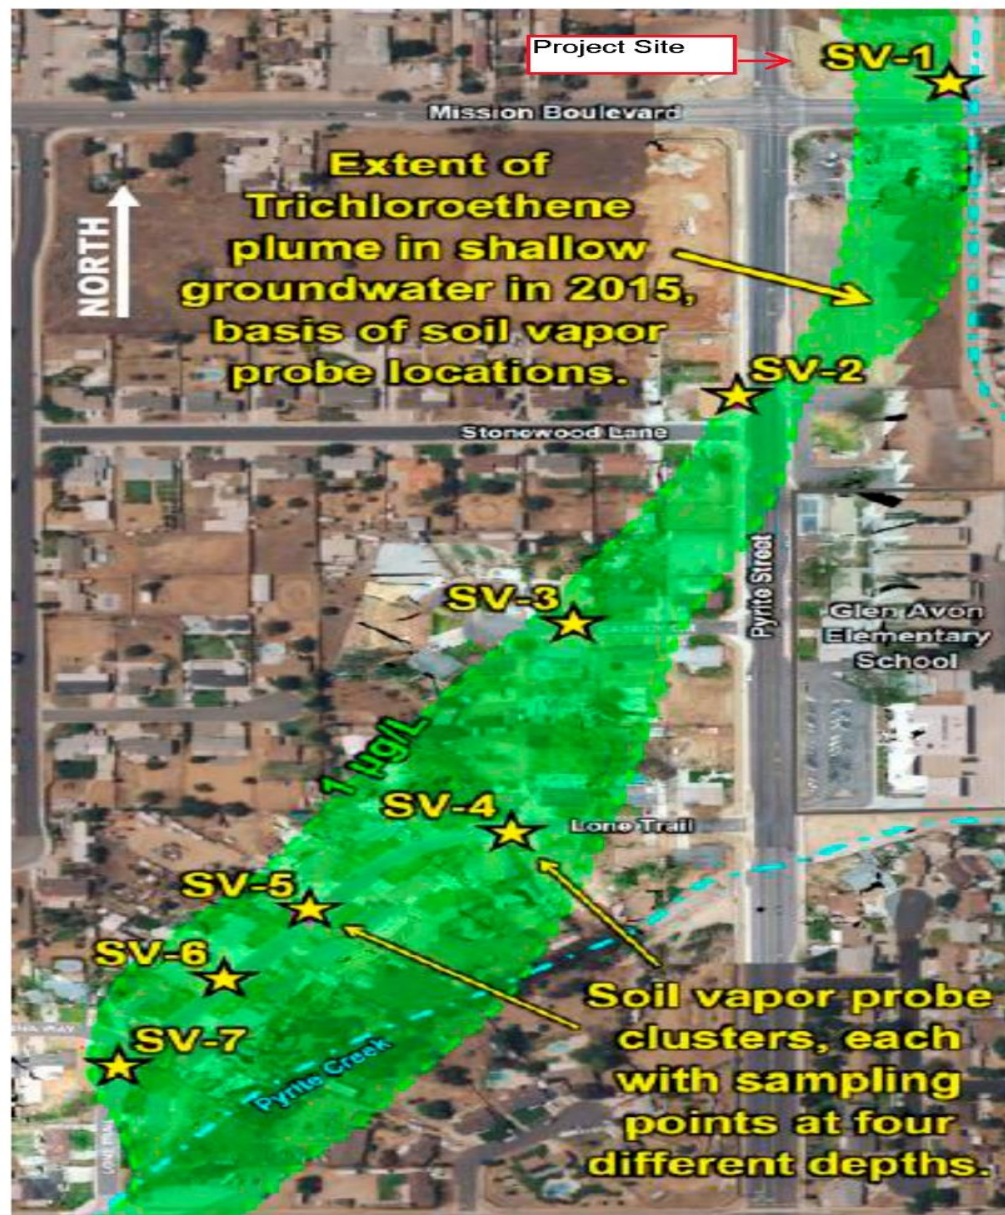 Project Site
SV-1
Mission Boulevard
Extent of
Trichloroethene
plume in shallow
groundwater in 2015,
basis of soil vapor
probe locations.
NORTH
SV-2
Stonewood Lane
Pyrite Street
SV-3
Glen Avon
Elementary
School
1 µg/L
SV-4
Lone Trail
SV-5
SV-6
Soil vapor probe
clusters, each
with sampling
points at four
different depths.
WAY
SV-7
Pyrite Creek